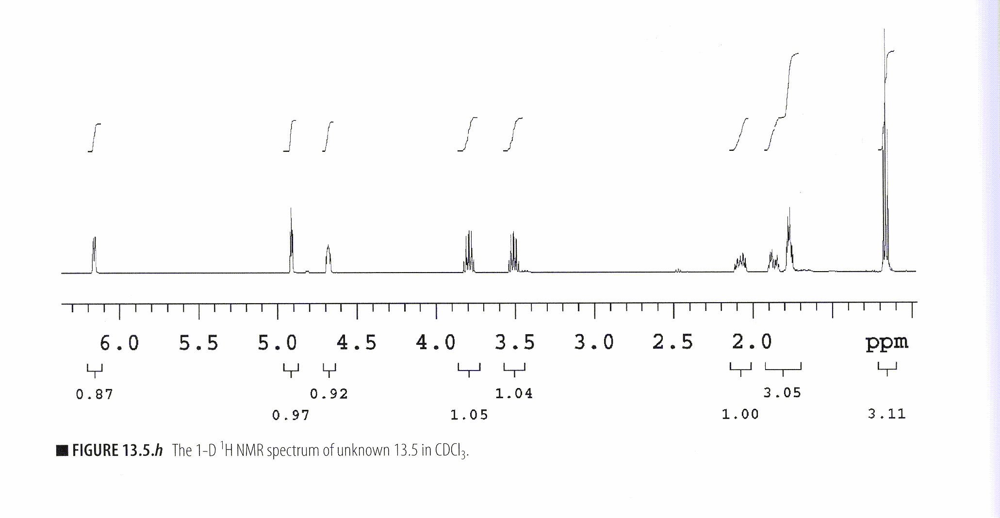 6.0 5.5 5.0 4.5 4.0 3.5 3.0 2.5 2.0 ppm
0.87 0.92 1.04 3.05
0.97 1.05 1.00 3.11
■ FIGURE 13.5.h The 1-D ¹H NMR spectrum of unknown 13.5 in CDCl₃.